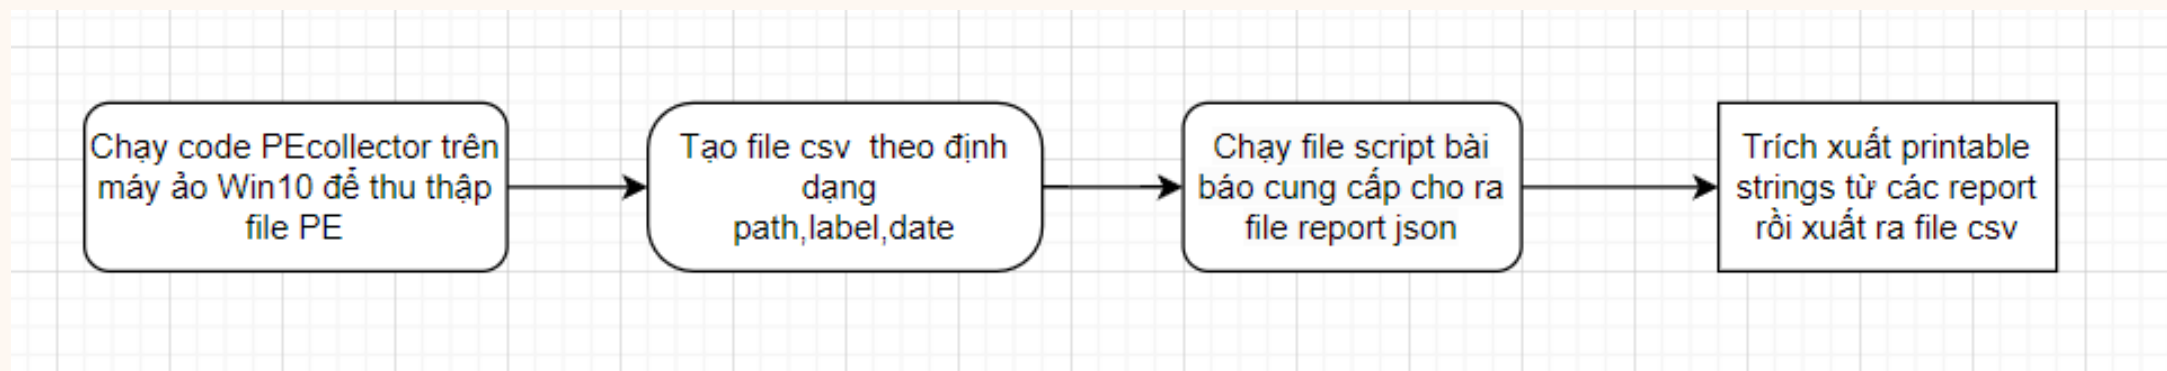 Chạy code PEcollector trên
máy ảo Win10 để thu thập
file PE
Tạo file csv  theo định
dạng
path,label,date
Chạy file script bài
báo cung cấp cho ra
file report json
Trích xuất printable
strings từ các report
rồi xuất ra file csv